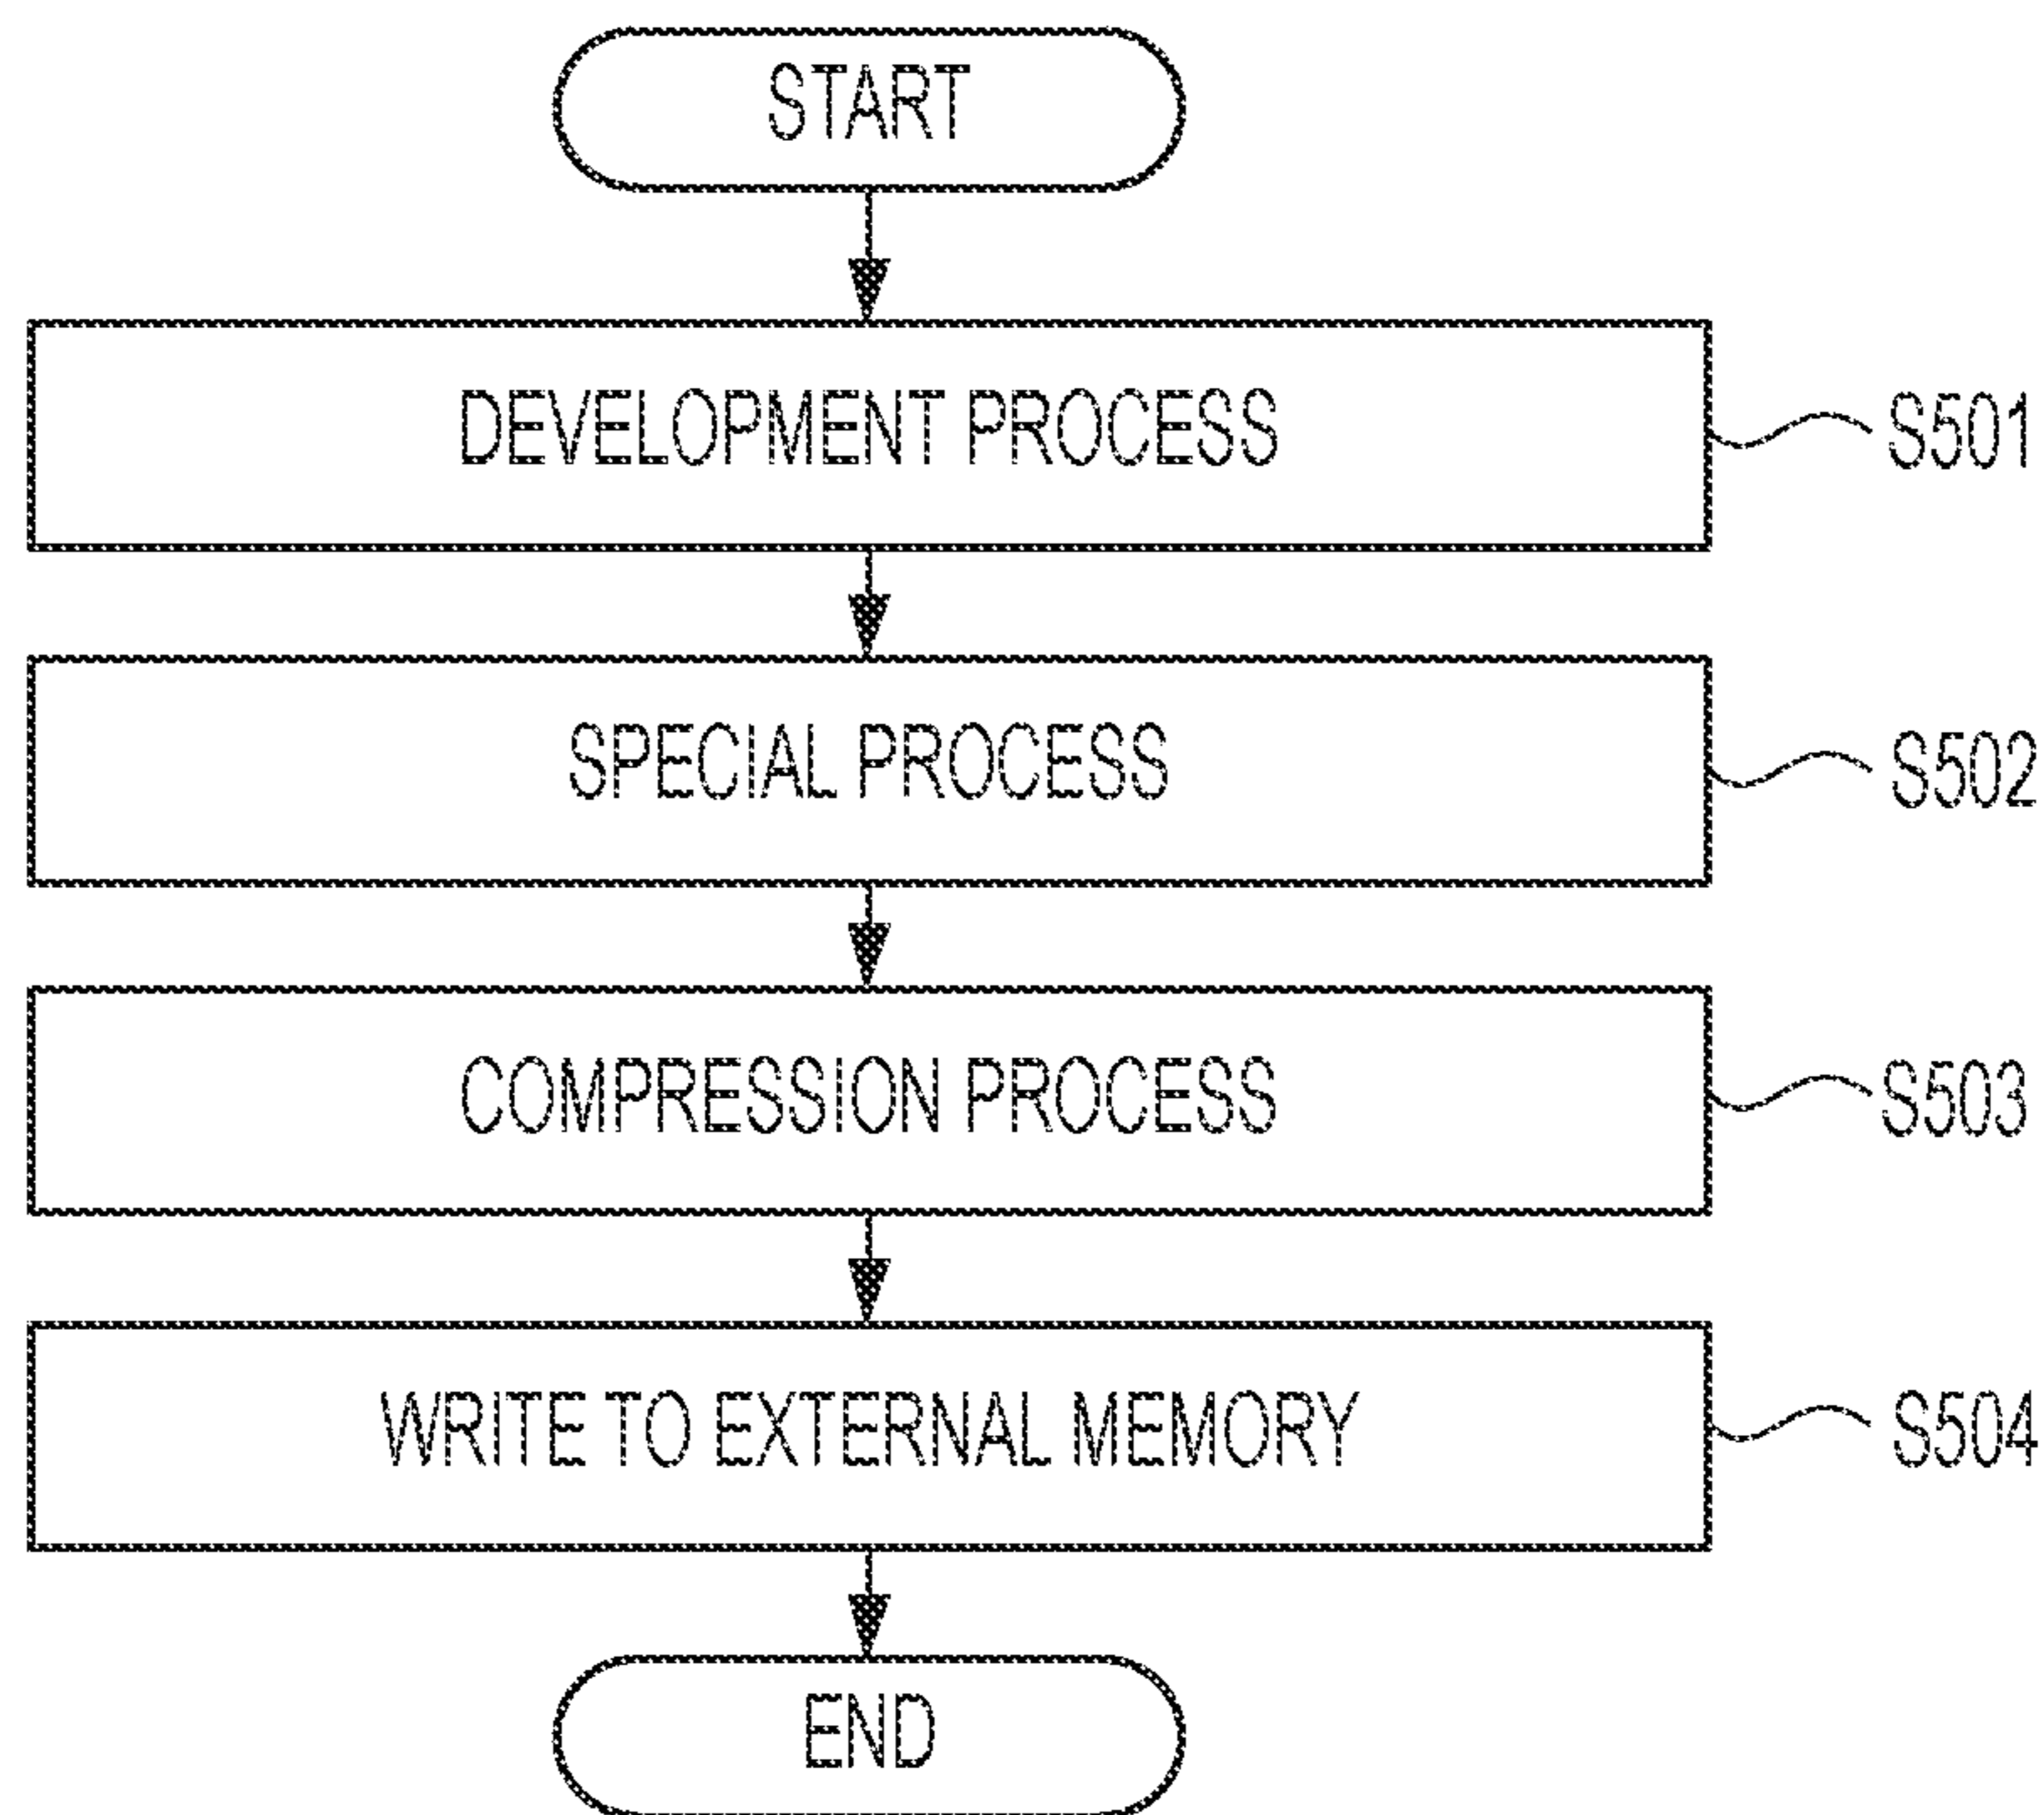 START
DEVELOPMENT PROCESS
S501
SPECIAL PROCESS
S502
COMPRESSION PROCESS
S503
WRITE TO EXTERNAL MEMORY
S504
END